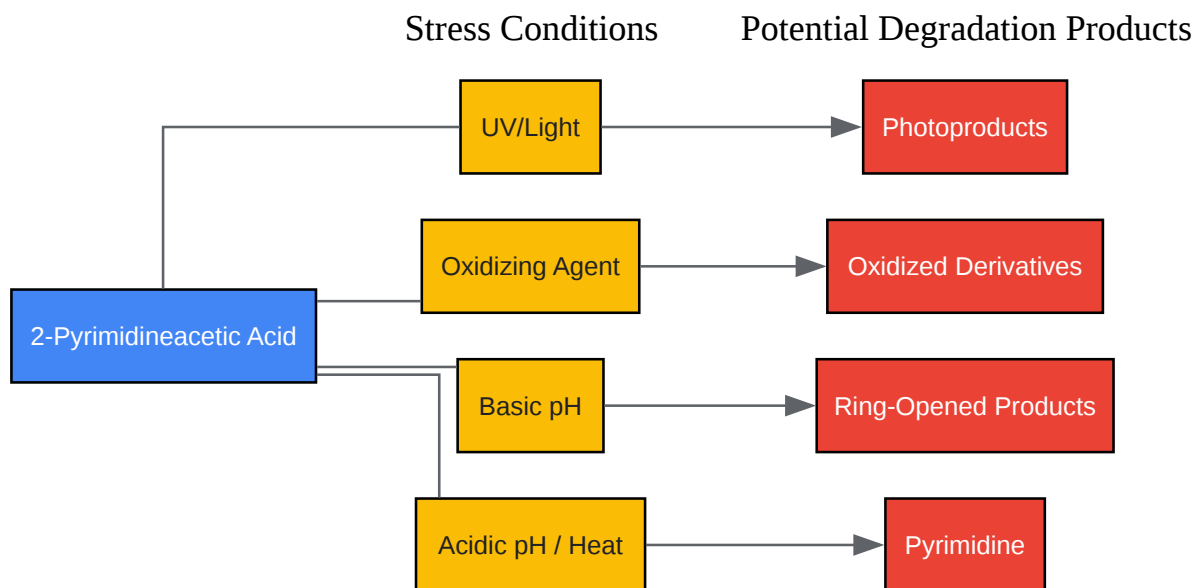 Stress Conditions
Potential Degradation Products
UV/Light
Photoproducts
Oxidizing Agent
Oxidized Derivatives
2-Pyrimidineacetic Acid
Basic pH
Ring-Opened Products
Acidic pH / Heat
Pyrimidine